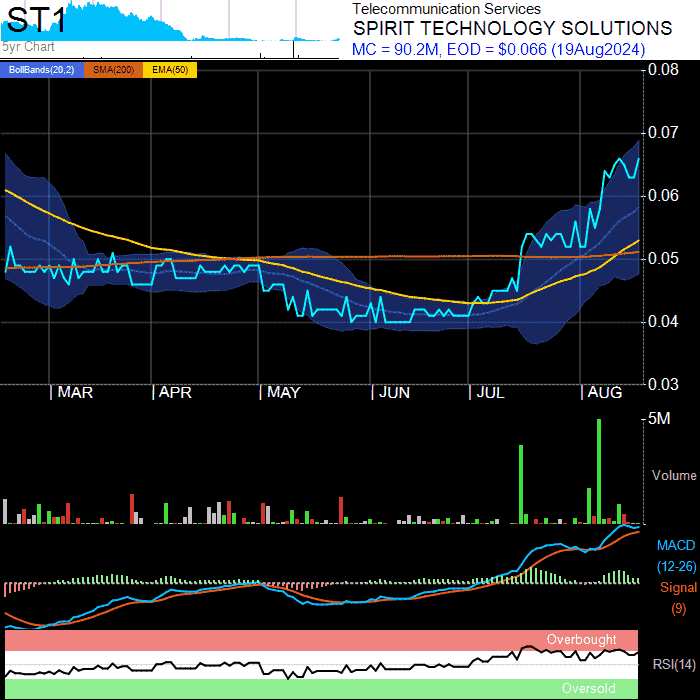 ST1
5yr Chart
Telecommunication Services
SPIRIT TECHNOLOGY SOLUTIONS
MC = 90.2M, EOD = $0.066 (19Aug2024)
BollBands(20,2) SMA(200) EMA(50)
0.08
0.07
0.06
0.05
0.04
0.03
MAR APR MAY JUN JUL AUG
5M
Volume
MACD
(12-26)
Signal
(9)
Overbought
RSI(14)
Oversold